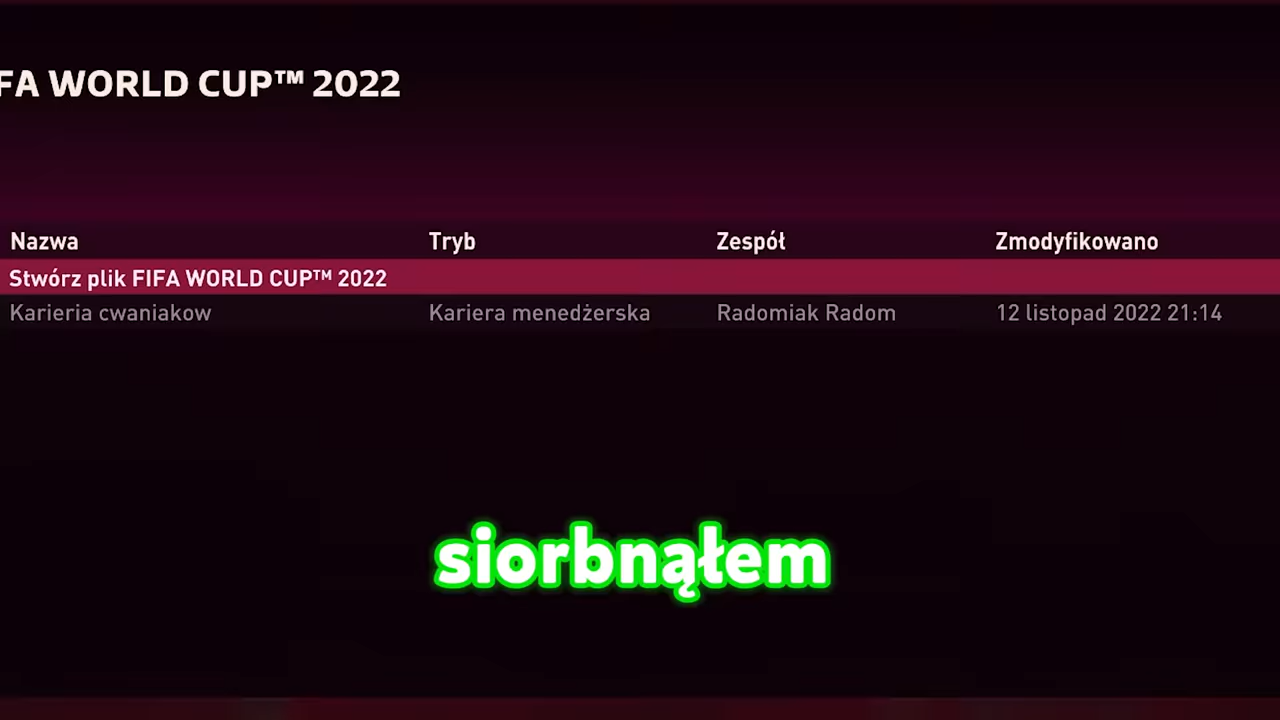 FA WORLD CUP™ 2022
Nazwa Tryb Zespół Zmodyfikowano
Stwórz plik FIFA WORLD CUP™ 2022
Karieria cwaniakow Kariera menedżerska Radomiak Radom 12 listopad 2022 21:14
siorbnąłem